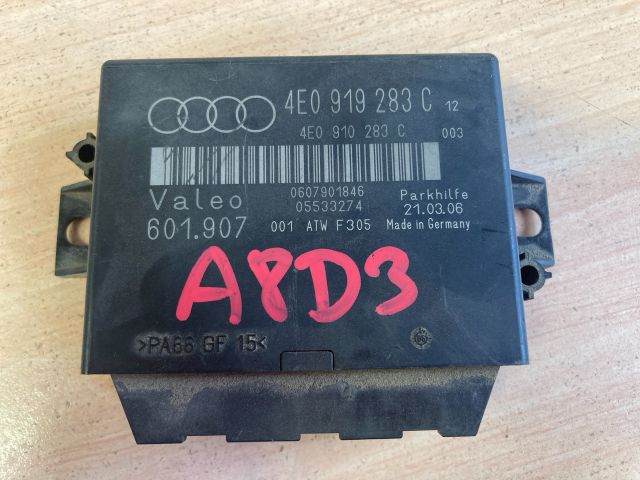 4E0 919 283 C 12
4E0 910 283 C 003
Valeo 0607901846 Parkhilfe
601.907 05533274 21.03.06
001 ATW F305 Made in Germany
A8D3
>PA66 GF 15<